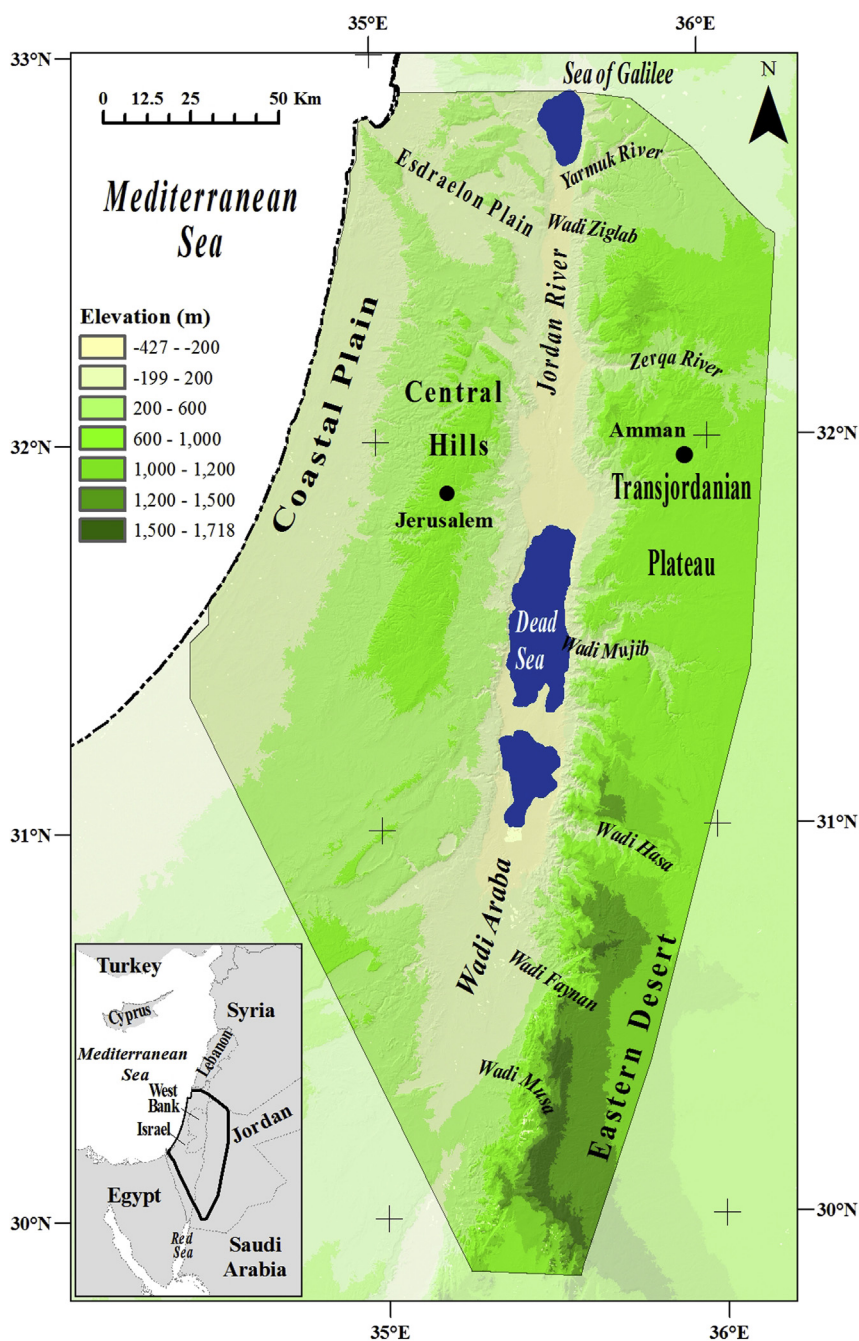 35°E
36°E
33°N
0 12.5 25 50 Km
Sea of Galilee
N
Mediterranean
Sea
Esdraelon Plain
Yarmuk River
Wadi Ziglab
Jordan River
Elevation (m)
-427 - -200
-199 - 200
200 - 600
600 - 1,000
1,000 - 1,200
1,200 - 1,500
1,500 - 1,718
Coastal Plain
Zerqa River
Central
Hills
32°N
32°N
Amman
Jerusalem
Transjordanian
Plateau
Dead
Sea
Wadi Mujib
31°N
31°N
Wadi Hasa
Wadi Araba
Wadi Faynan
Eastern Desert
Wadi Musa
Turkey
Cyprus
Syria
Mediterranean
Sea
Lebanon
West
Bank
Israel
Jordan
Egypt
Red
Sea
Saudi
Arabia
30°N
30°N
35°E
36°E